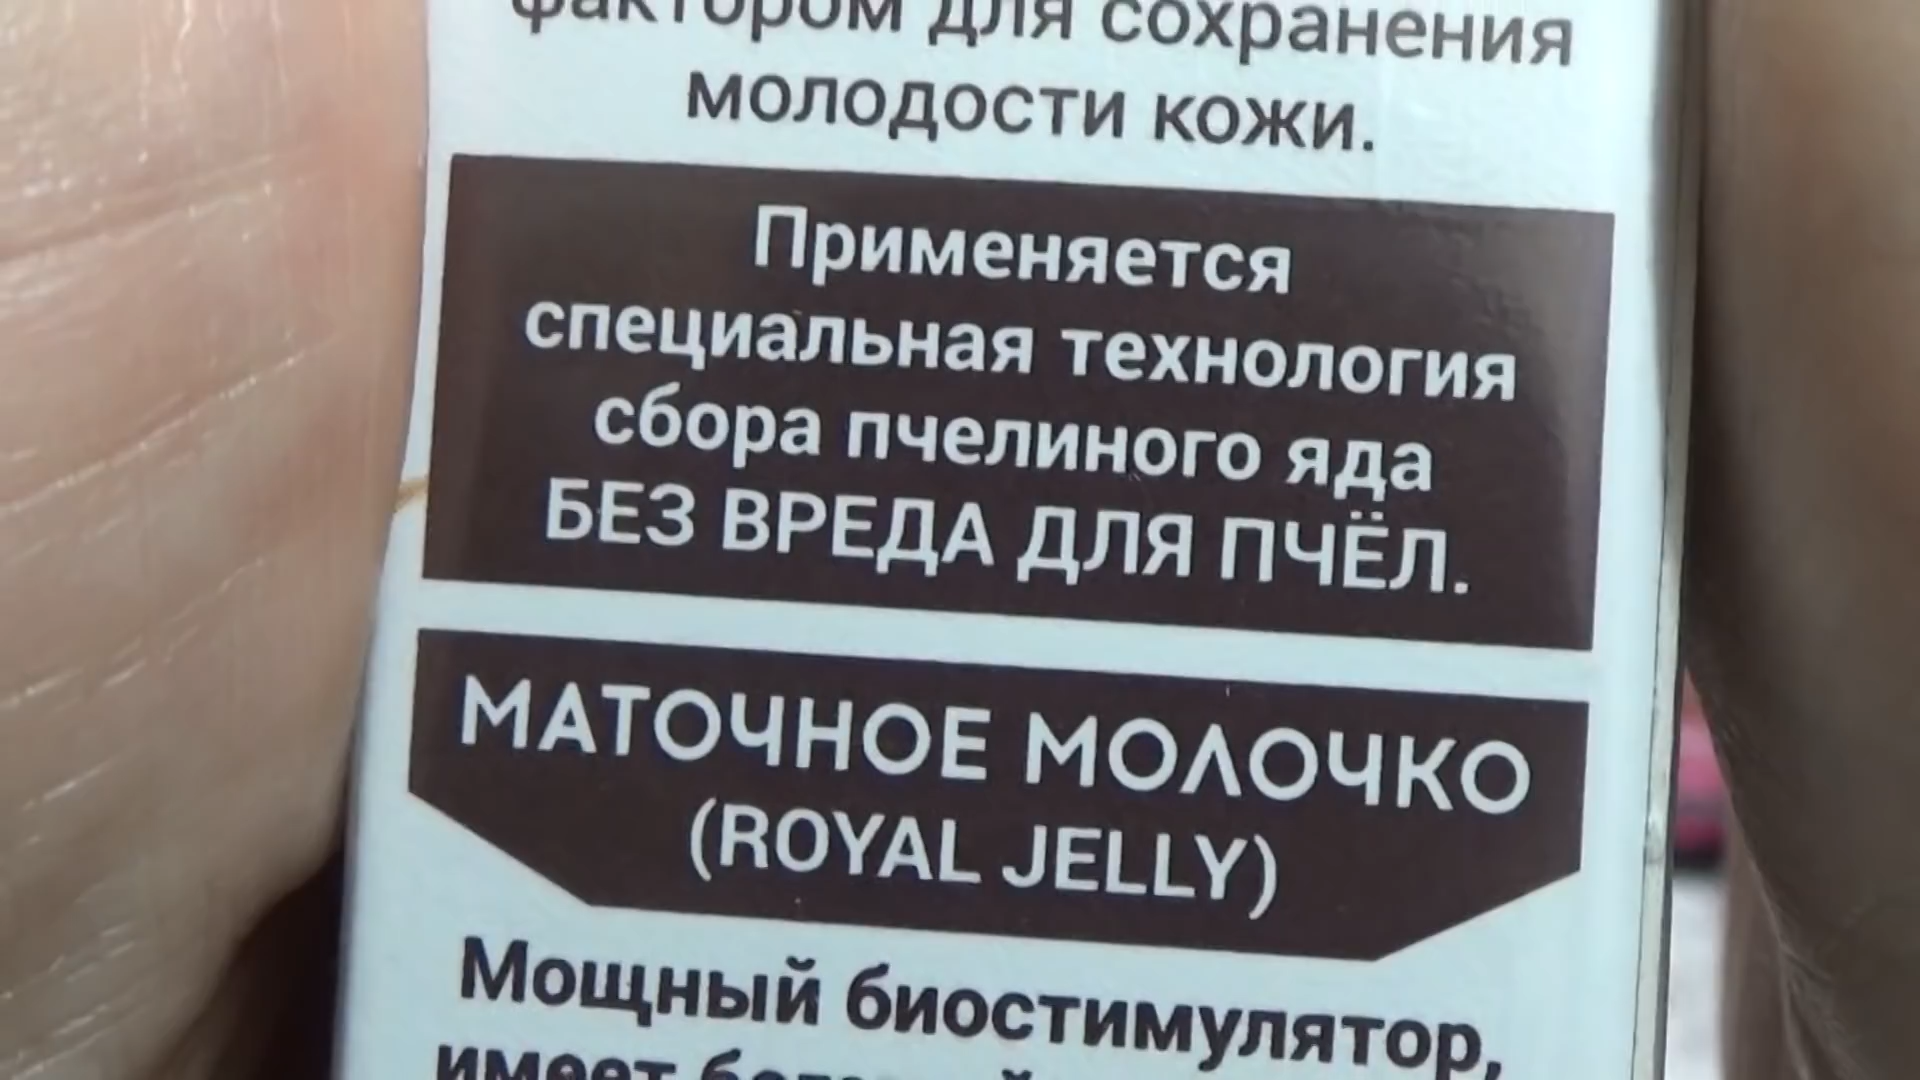 фактором для сохранения
молодости кожи.
Применяется
специальная технология
сбора пчелиного яда
БЕЗ ВРЕДА ДЛЯ ПЧЁЛ.
МАТОЧНОЕ МОЛОЧКО
(ROYAL JELLY)
Мощный биостимулятор,
имеет